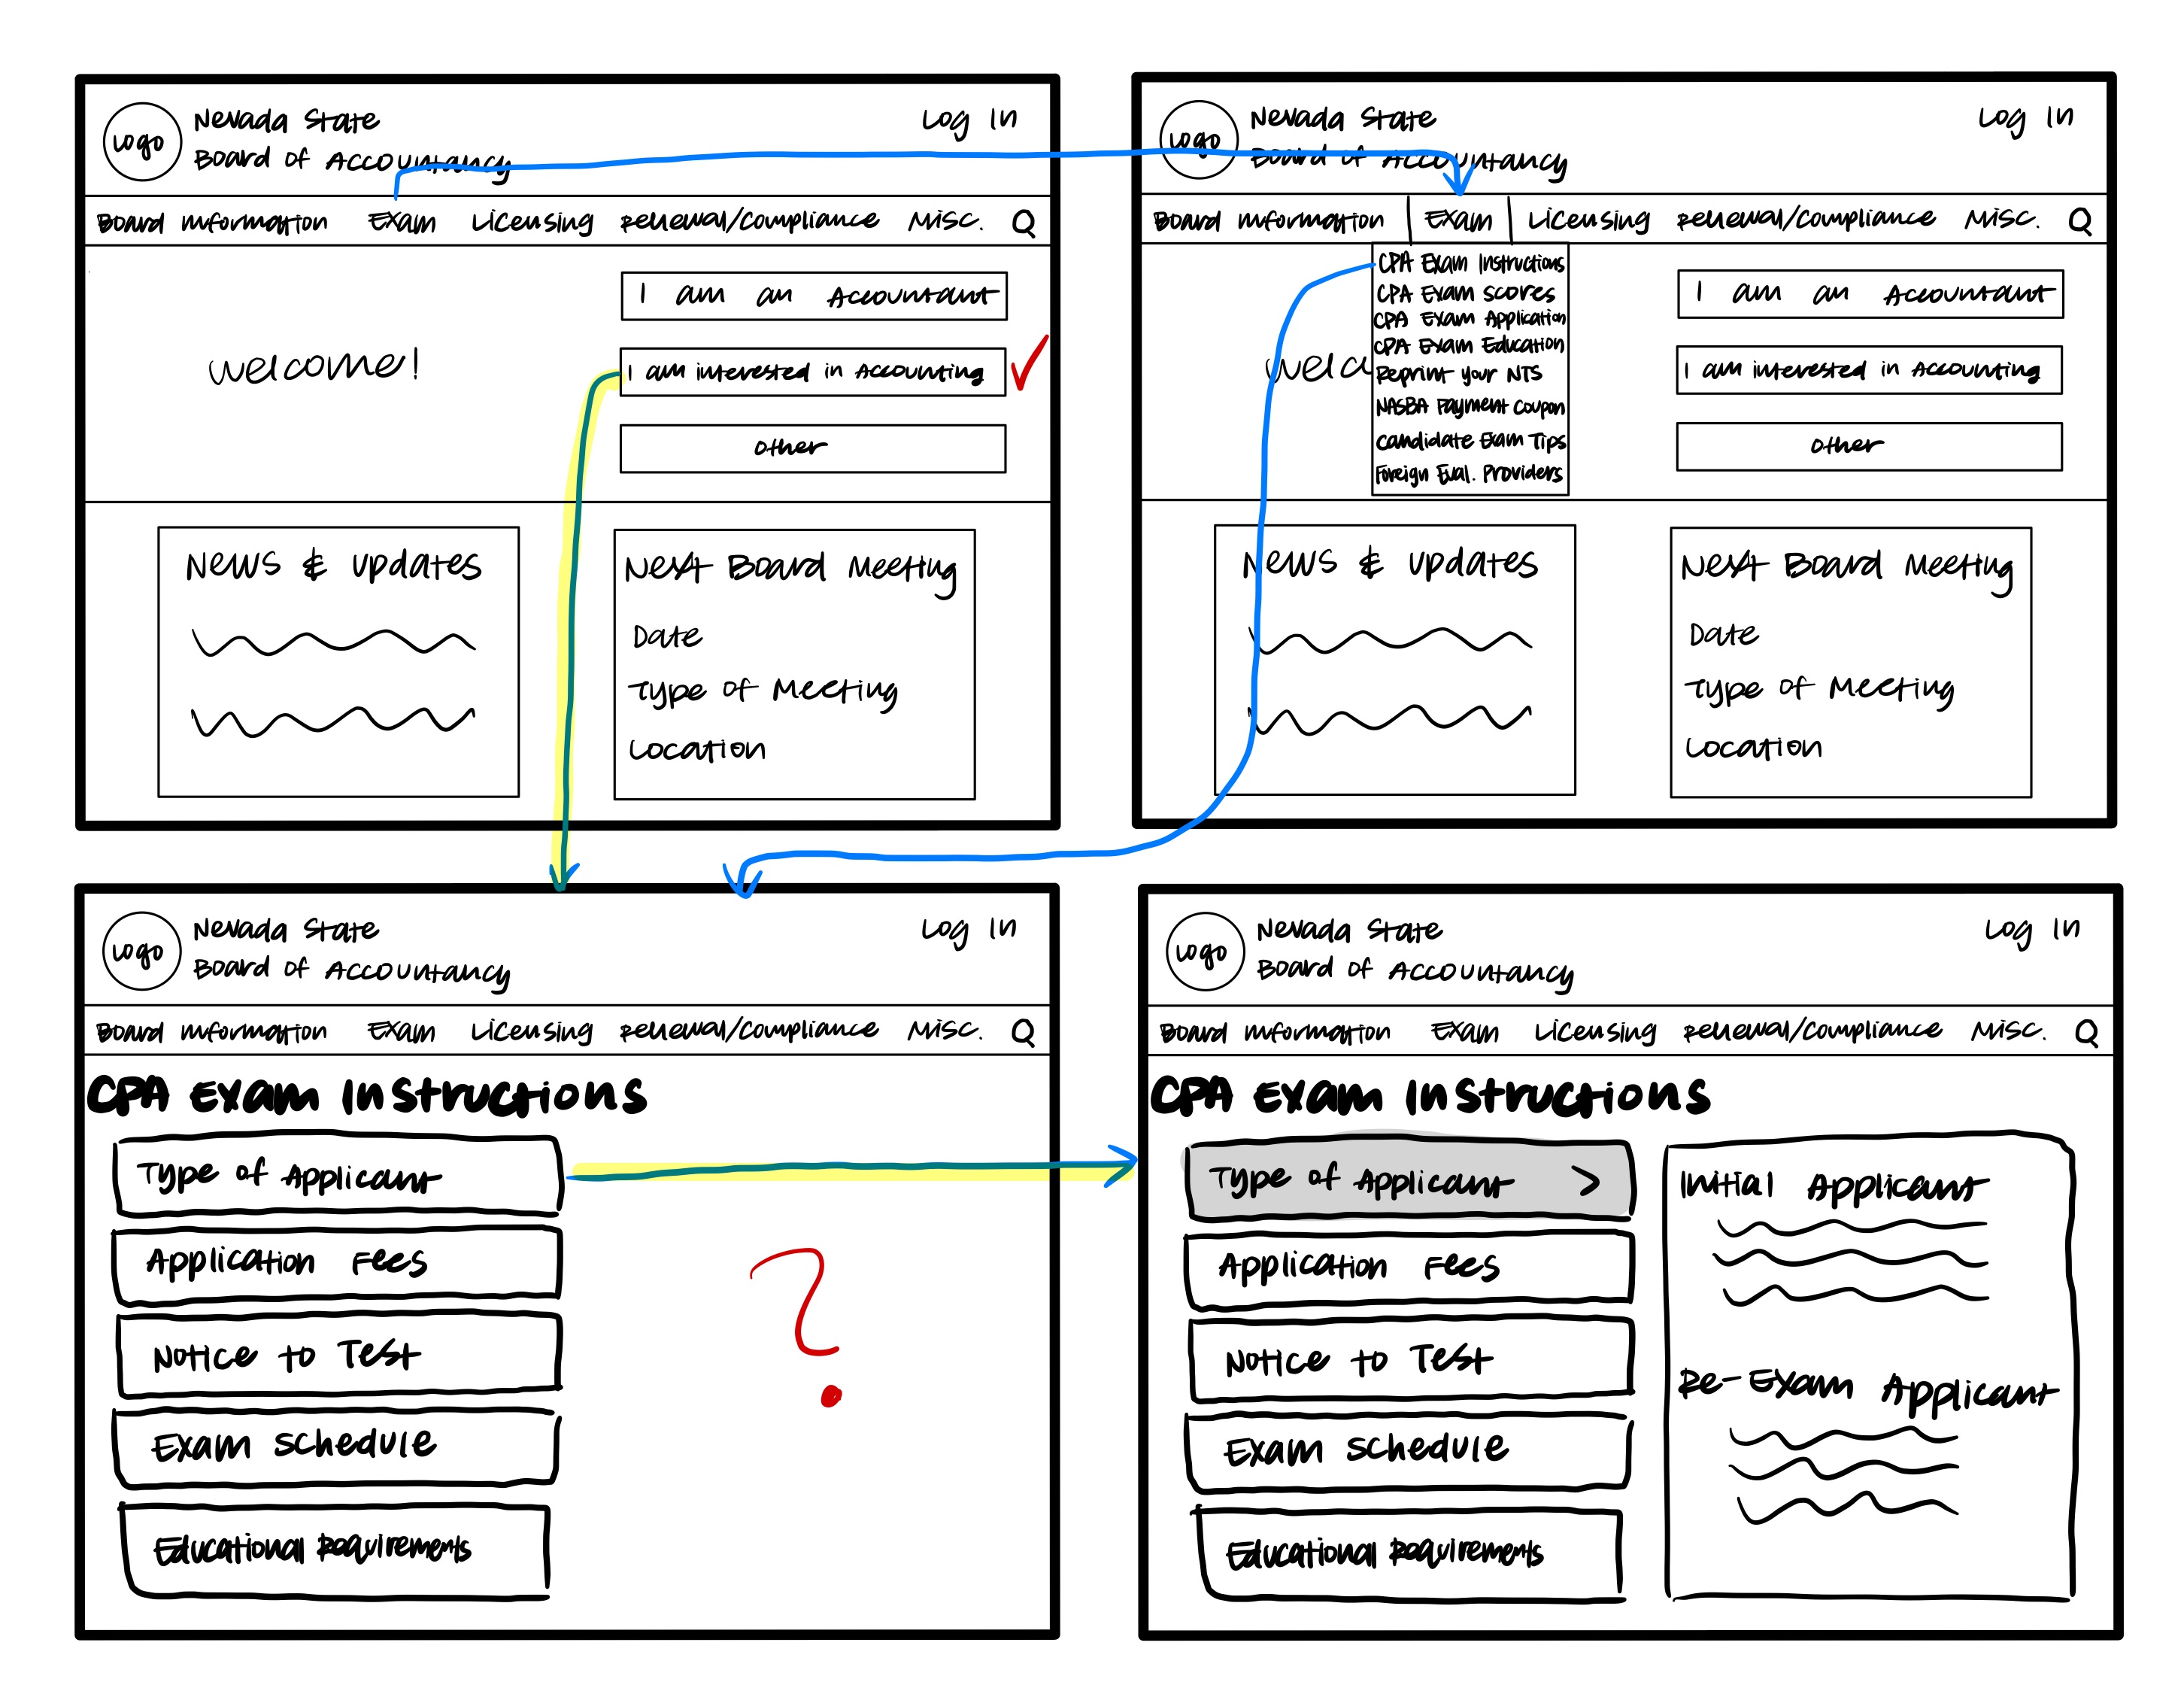 Logo
Nevada State
Board of Accountancy
Log In
Board Information Exam Licensing Renewal/Compliance Misc. Q
Welcome!
I am an Accountant
I am interested in Accounting
Other
News & Updates
Next Board Meeting
Date
Type of Meeting
Location
Logo
Nevada State
Board of Accountancy
Log In
Board Information Exam Licensing Renewal/Compliance Misc. Q
CPA Exam Instructions
CPA Exam Scores
CPA Exam Application
CPA Exam Education
Reprint Your NTS
NASBA Payment Coupon
Candidate Exam Tips
Foreign Eval. Providers
Welco
I am an Accountant
I am interested in Accounting
Other
News & Updates
Next Board Meeting
Date
Type of Meeting
Location
Logo
Nevada State
Board of Accountancy
Log In
Board Information Exam Licensing Renewal/Compliance Misc. Q
CPA Exam Instructions
Type of Applicant
Application Fees
Notice to Test
Exam Schedule
Educational Requirements
?
Logo
Nevada State
Board of Accountancy
Log In
Board Information Exam Licensing Renewal/Compliance Misc. Q
CPA Exam Instructions
Type of Applicant >
Application Fees
Notice to Test
Exam Schedule
Educational Requirements
Initial Applicant
Re-Exam Applicant